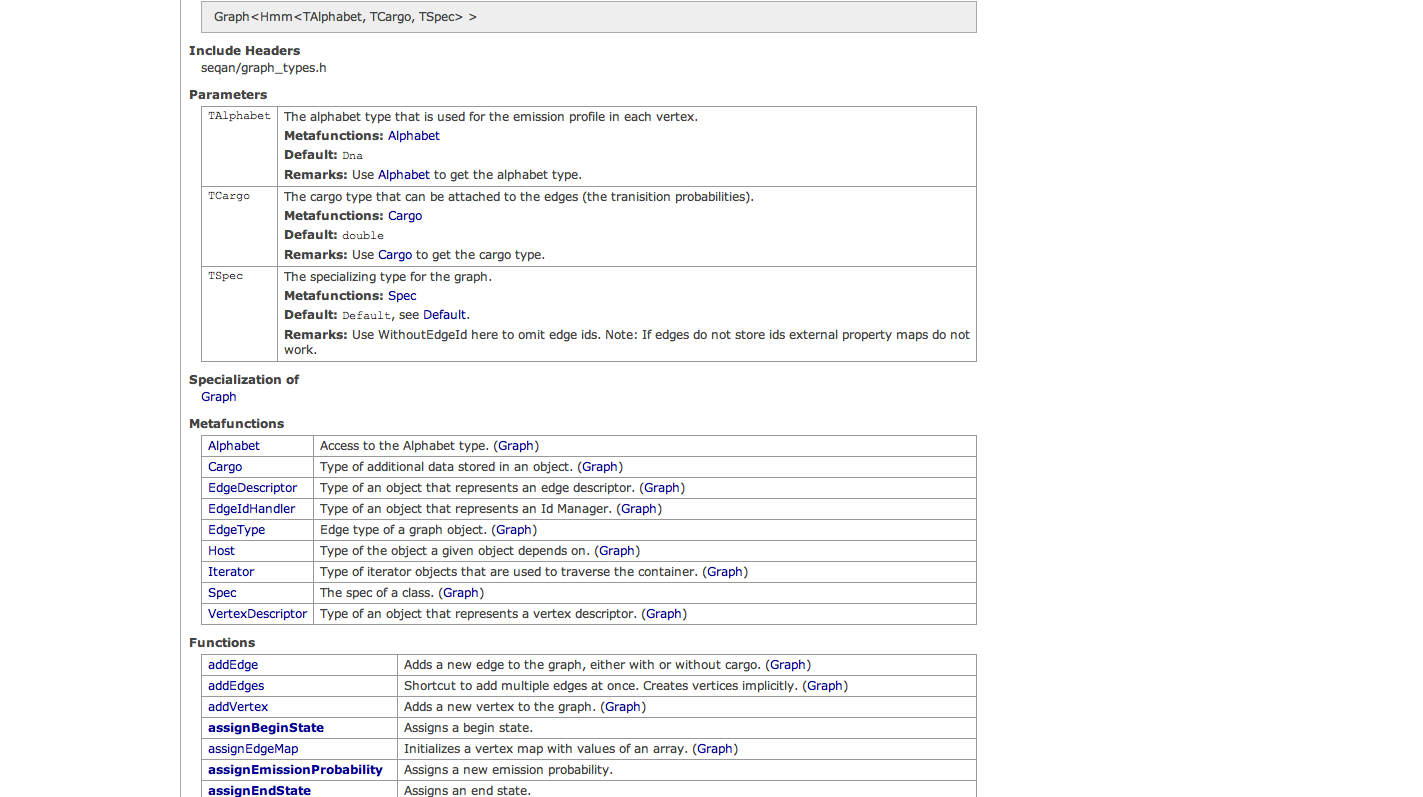 Graph<Hmm<TAlphabet, TCargo, TSpec> >
Include Headers
seqan/graph_types.h
Parameters
TAlphabet The alphabet type that is used for the emission profile in each vertex.
Metafunctions: Alphabet
Default: Dna
Remarks: Use Alphabet to get the alphabet type.
TCargo The cargo type that can be attached to the edges (the tranisition probabilities).
Metafunctions: Cargo
Default: double
Remarks: Use Cargo to get the cargo type.
TSpec The specializing type for the graph.
Metafunctions: Spec
Default: Default, see Default.
Remarks: Use WithoutEdgeId here to omit edge ids. Note: If edges do not store ids external property maps do not
work.
Specialization of
Graph
Metafunctions
Alphabet Access to the Alphabet type. (Graph)
Cargo Type of additional data stored in an object. (Graph)
EdgeDescriptor Type of an object that represents an edge descriptor. (Graph)
EdgeIdHandler Type of an object that represents an Id Manager. (Graph)
EdgeType Edge type of a graph object. (Graph)
Host Type of the object a given object depends on. (Graph)
Iterator Type of iterator objects that are used to traverse the container. (Graph)
Spec The spec of a class. (Graph)
VertexDescriptor Type of an object that represents a vertex descriptor. (Graph)
Functions
addEdge Adds a new edge to the graph, either with or without cargo. (Graph)
addEdges Shortcut to add multiple edges at once. Creates vertices implicitly. (Graph)
addVertex Adds a new vertex to the graph. (Graph)
assignBeginState Assigns a begin state.
assignEdgeMap Initializes a vertex map with values of an array. (Graph)
assignEmissionProbability Assigns a new emission probability.
assignEndState Assigns an end state.